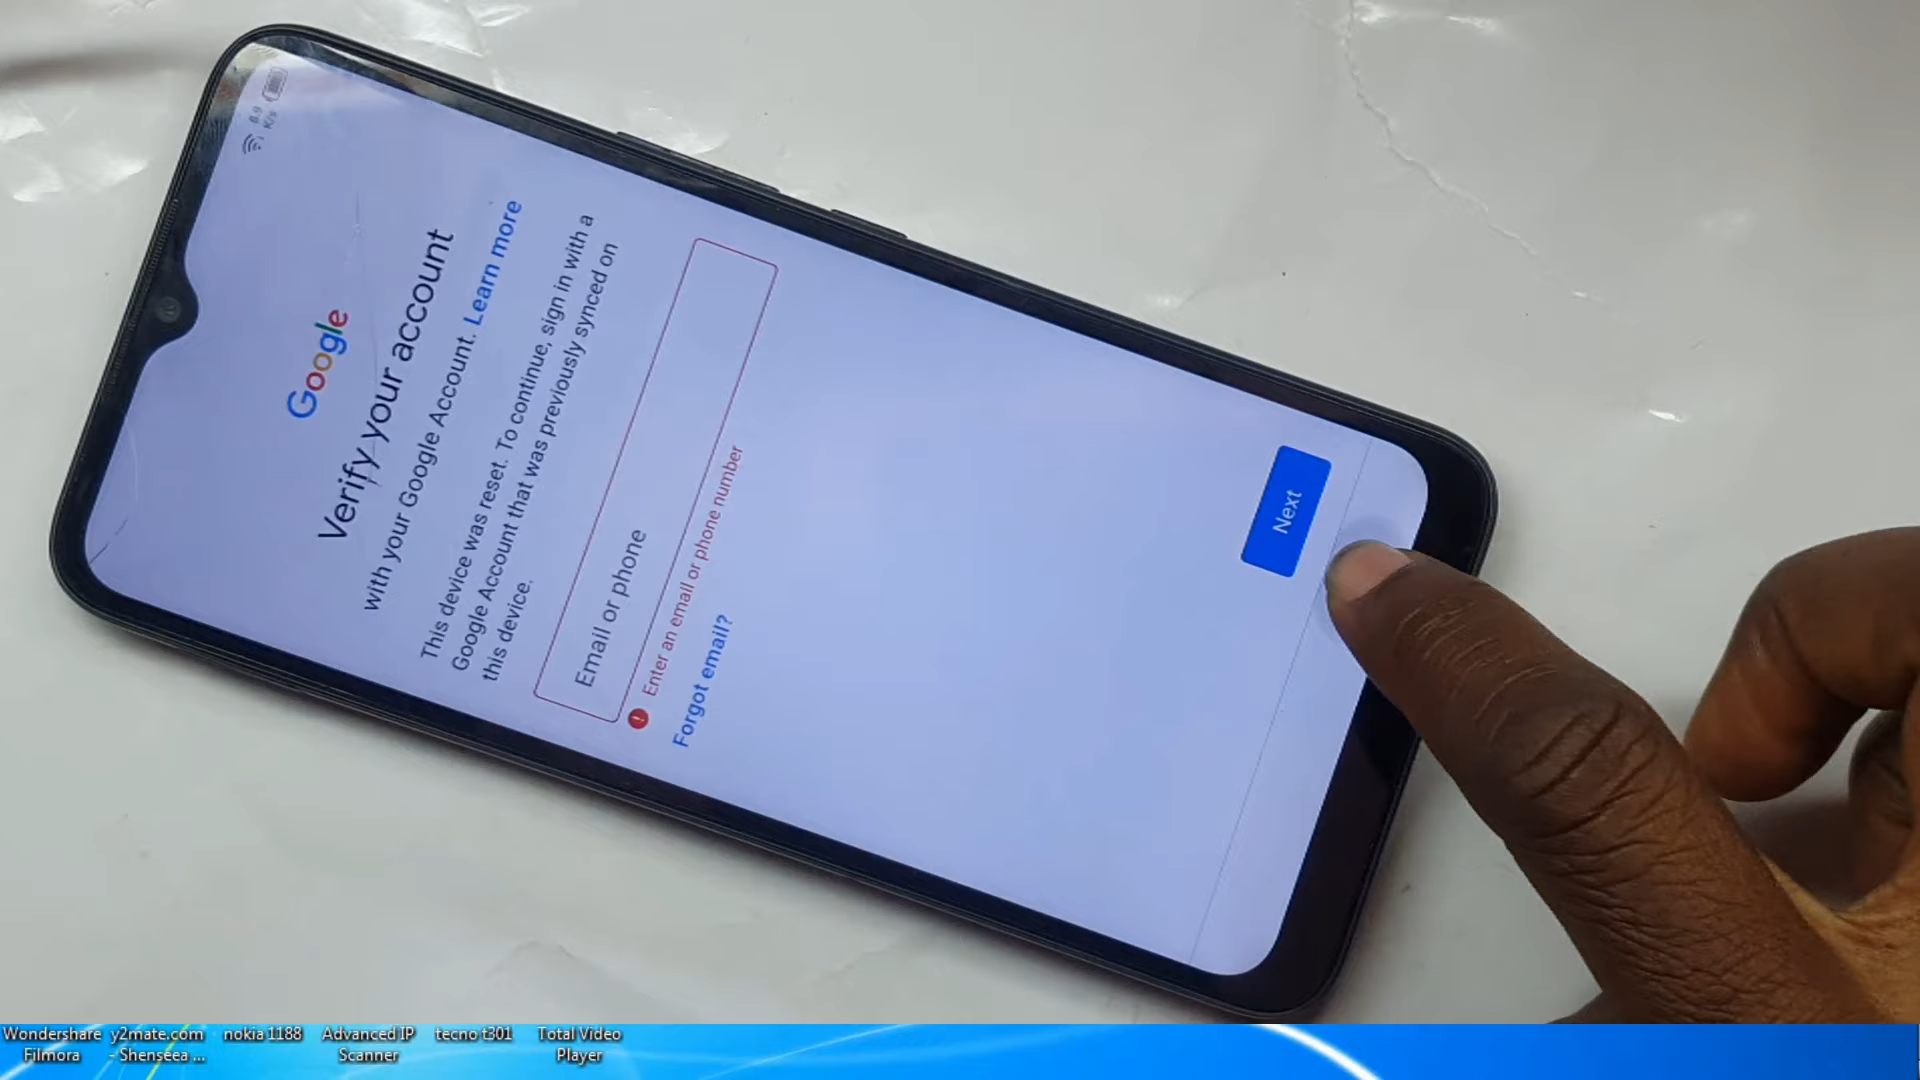 6.9
K/s
Google
Verify your account
with your Google Account. Learn more
This device was reset. To continue, sign in with a
Google Account that was previously synced on
this device.
Email or phone
Enter an email or phone number
Forgot email?
Next
Wondershare
Filmora
y2mate.com
- Shenseea ...
nokia 1188
Advanced IP
Scanner
tecno t301
Total Video
Player